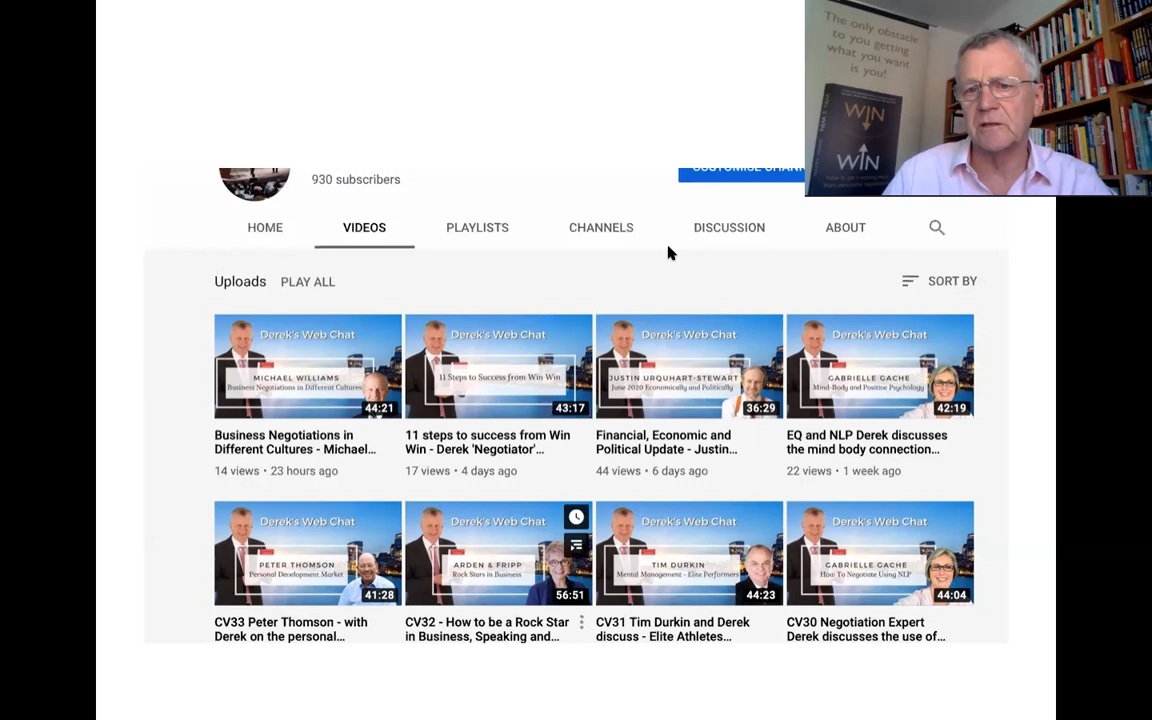 The only obstacle
to you getting
what you want
is you!
WIN
WIN
930 subscribers
CUSTOMISE CHANN
HOME
VIDEOS
PLAYLISTS
CHANNELS
DISCUSSION
ABOUT
Uploads
PLAY ALL
SORT BY
Derek's Web Chat
MICHAEL WILLIAMS
Business Negotiations in Different Cultures
44:21
Business Negotiations in
Different Cultures - Michael...
14 views • 23 hours ago
Derek's Web Chat
11 Steps to Success from Win Win
43:17
11 steps to success from Win
Win - Derek 'Negotiator'...
17 views • 4 days ago
Derek's Web Chat
JUSTIN URQUHART-STEWART
June 2020 Economically and Politically
36:29
Financial, Economic and
Political Update - Justin...
44 views • 6 days ago
Derek's Web Chat
GABRIELLE GACHE
Mind-Body and Positive Psychology
42:19
EQ and NLP Derek discusses
the mind body connection...
22 views • 1 week ago
Derek's Web Chat
PETER THOMSON
Personal Development Market
41:28
CV33 Peter Thomson - with
Derek on the personal...
Derek's Web Chat
ARDEN & FRIPP
Rock Stars in Business
56:51
CV32 - How to be a Rock Star
in Business, Speaking and...
Derek's Web Chat
TIM DURKIN
Mental Management - Elite Performers
44:23
CV31 Tim Durkin and Derek
discuss - Elite Athletes...
Derek's Web Chat
GABRIELLE GACHE
How To Negotiate Using NLP
44:04
CV30 Negotiation Expert
Derek discusses the use of...